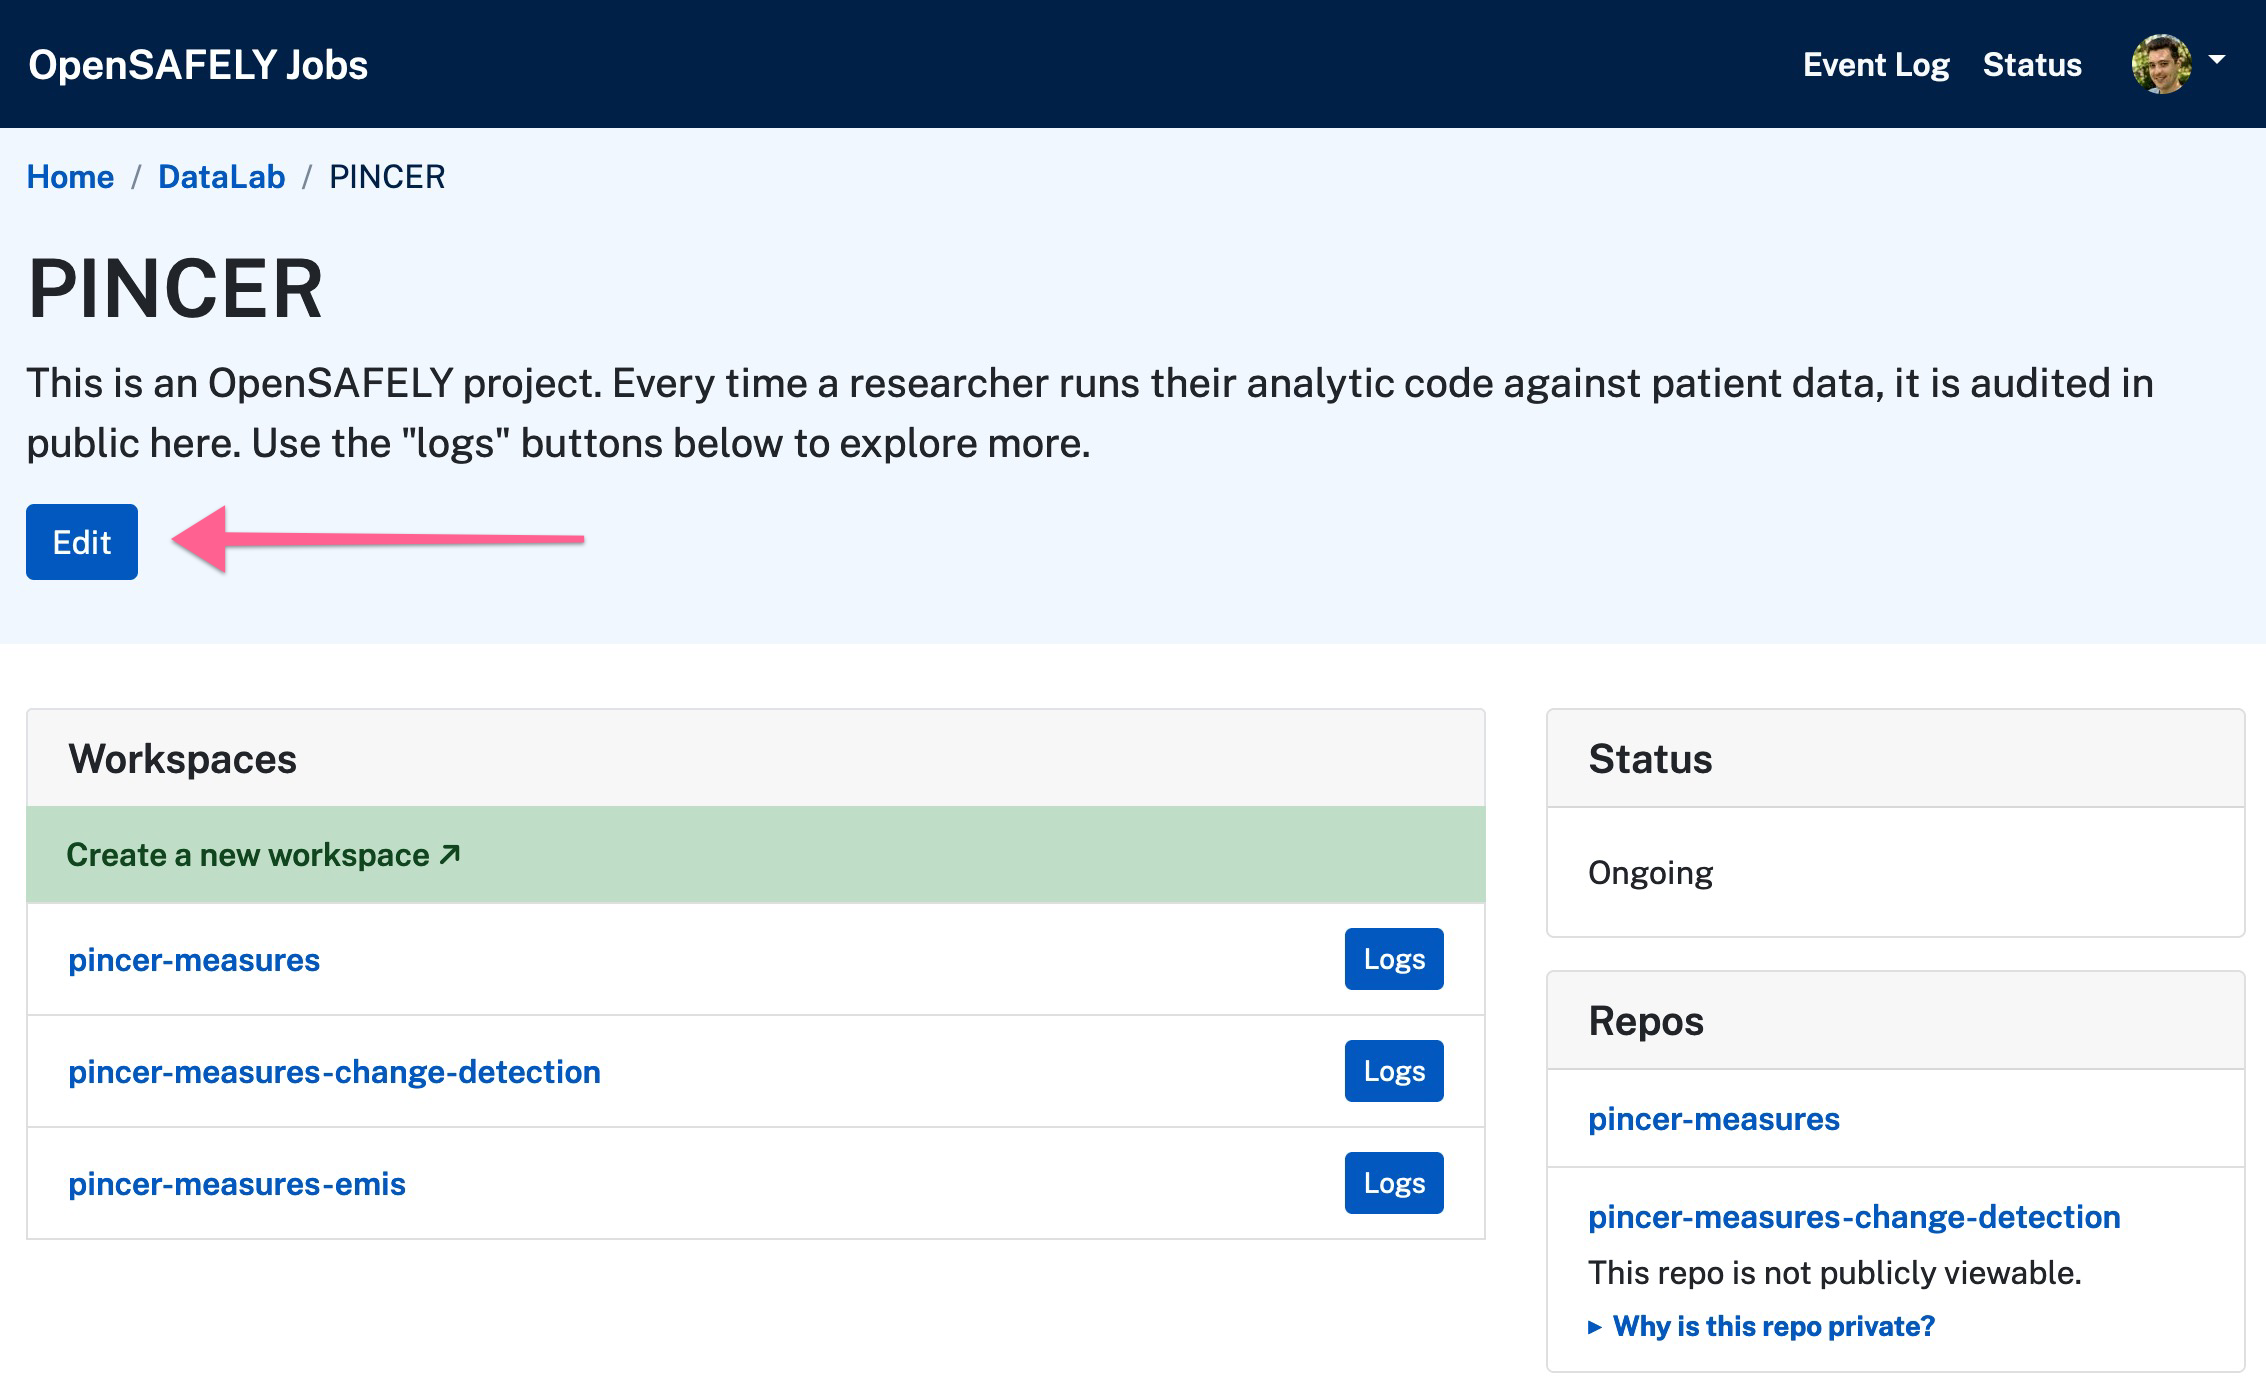 OpenSAFELY Jobs
Event Log
Status
Home / DataLab / PINCER
PINCER
This is an OpenSAFELY project. Every time a researcher runs their analytic code against patient data, it is audited in
public here. Use the "logs" buttons below to explore more.
Edit
Workspaces
Create a new workspace ↗
pincer-measures
Logs
pincer-measures-change-detection
Logs
pincer-measures-emis
Logs
Status
Ongoing
Repos
pincer-measures
pincer-measures-change-detection
This repo is not publicly viewable.
▸ Why is this repo private?